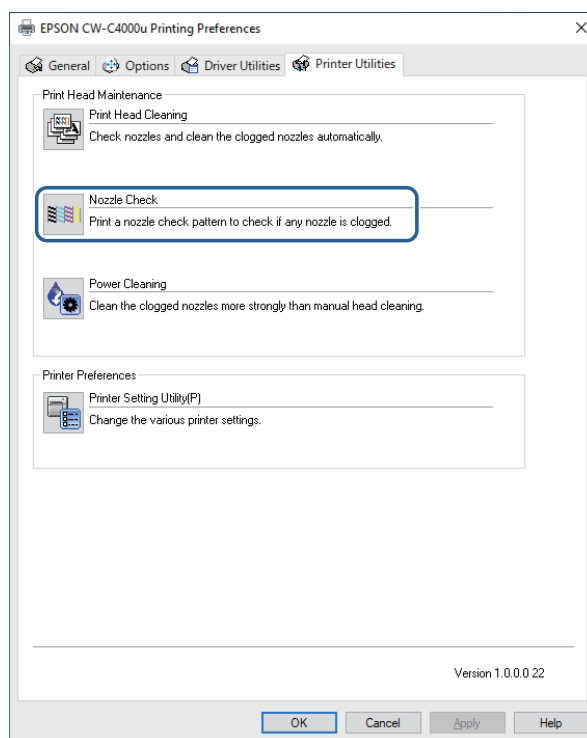 EPSON CW-C4000u Printing Preferences
General Options Driver Utilities Printer Utilities
Print Head Maintenance
Print Head Cleaning
Check nozzles and clean the clogged nozzles automatically.
Nozzle Check
Print a nozzle check pattern to check if any nozzle is clogged.
Power Cleaning
Clean the clogged nozzles more strongly than manual head cleaning.
Printer Preferences
Printer Setting Utility(P)
Change the various printer settings.
Version 1.0.0.0 22
OK Cancel Apply Help